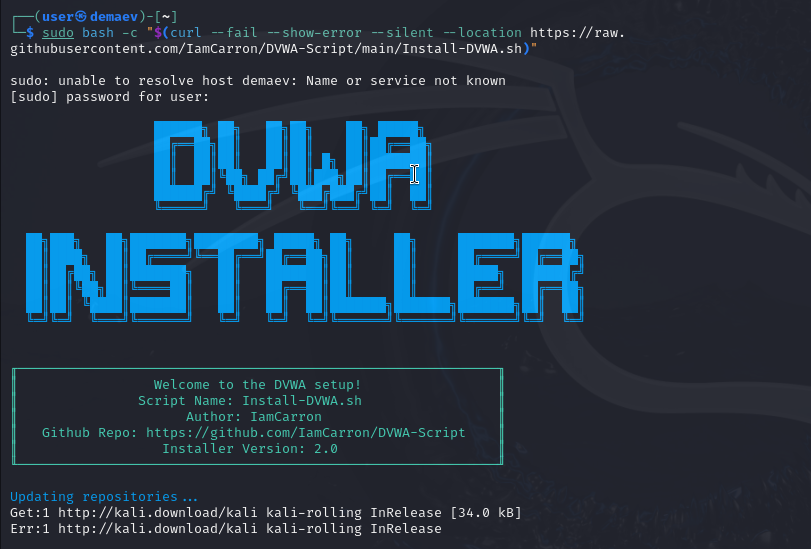 ┌──(user㉿demaev)-[~]
└─$ sudo bash -c "$(curl --fail --show-error --silent --location https://raw.
githubusercontent.com/IamCarron/DVWA-Script/main/Install-DVWA.sh)"
sudo: unable to resolve host demaev: Name or service not known
[sudo] password for user:
DVWA
INSTALLER
Welcome to the DVWA setup!
Script Name: Install-DVWA.sh
Author: IamCarron
Github Repo: https://github.com/IamCarron/DVWA-Script
Installer Version: 2.0
Updating repositories...
Get:1 http://kali.download/kali kali-rolling InRelease [34.0 kB]
Err:1 http://kali.download/kali kali-rolling InRelease